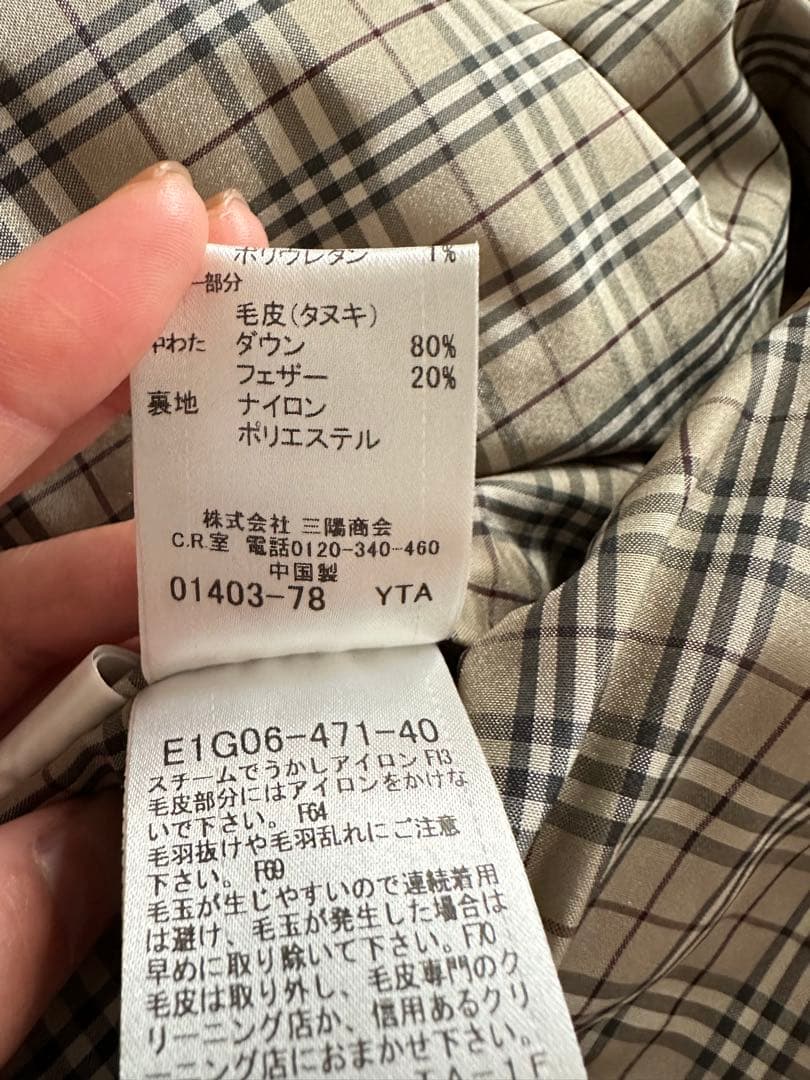 ポリウレタン 1%
部分
毛皮(タヌキ)
中わた ダウン 80%
フェザー 20%
裏地 ナイロン
ポリエステル
株式会社 三陽商会
C.R.室 電話0120-340-460
中国製
01403-78 YTA
E1G06-471-40
スチームでうかしアイロン F13
毛皮部分にはアイロンをかけな
いで下さい。 F64
毛羽抜けや毛羽乱れにご注意
下さい。 F69
毛玉が生じやすいので連続着用
は避け、毛玉が発生した場合は
早めに取り除いて下さい。F70
毛皮は取り外し、毛皮専門のク
リーニング店か、信用あるクリ
ーニング店におまかせ下さい。